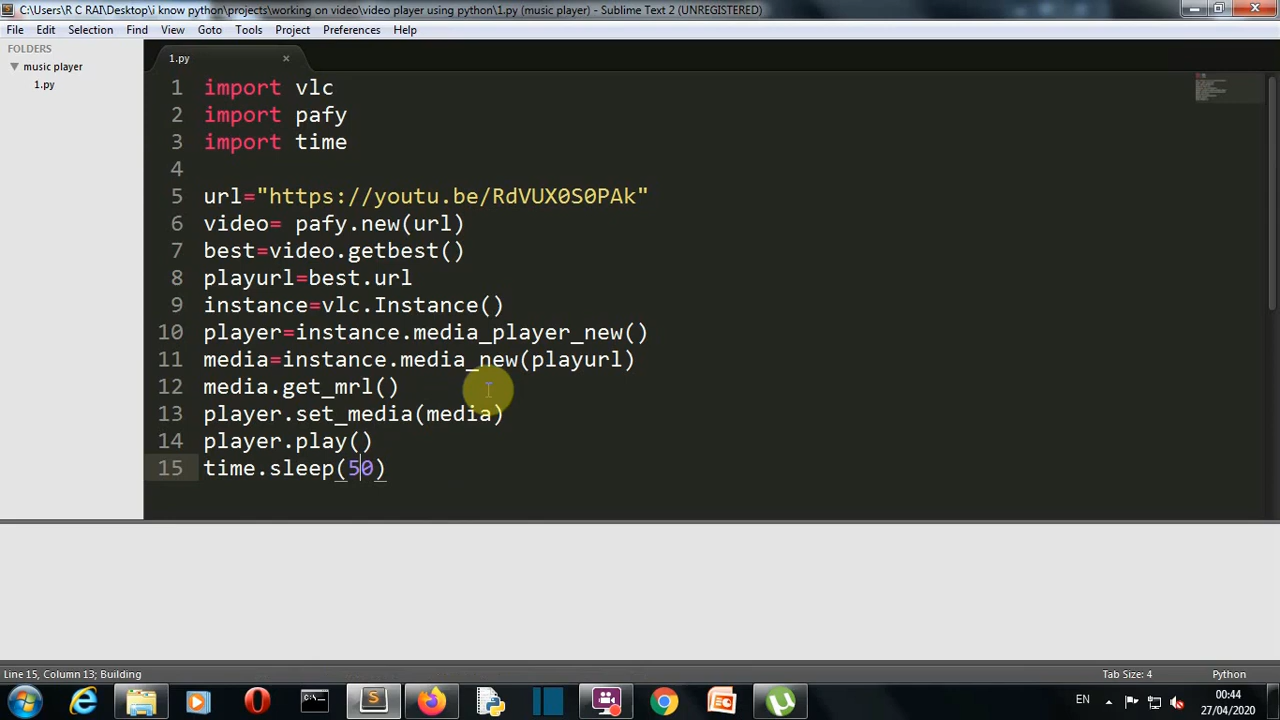 C:\Users\R C RAI\Desktop\i know python\projects\working on video\video player using python\1.py (music player) - Sublime Text 2 (UNREGISTERED)
File Edit Selection Find View Goto Tools Project Preferences Help
FOLDERS
music player
1.py
1.py
1 import vlc
2 import pafy
3 import time
4
5 url="https://youtu.be/RdVUX0S0PAk"
6 video= pafy.new(url)
7 best=video.getbest()
8 playurl=best.url
9 instance=vlc.Instance()
10 player=instance.media_player_new()
11 media=instance.media_new(playurl)
12 media.get_mrl()
13 player.set_media(media)
14 player.play()
15 time.sleep(50)
Line 15, Column 13; Building
Tab Size: 4 Python
EN
00:44
27/04/2020